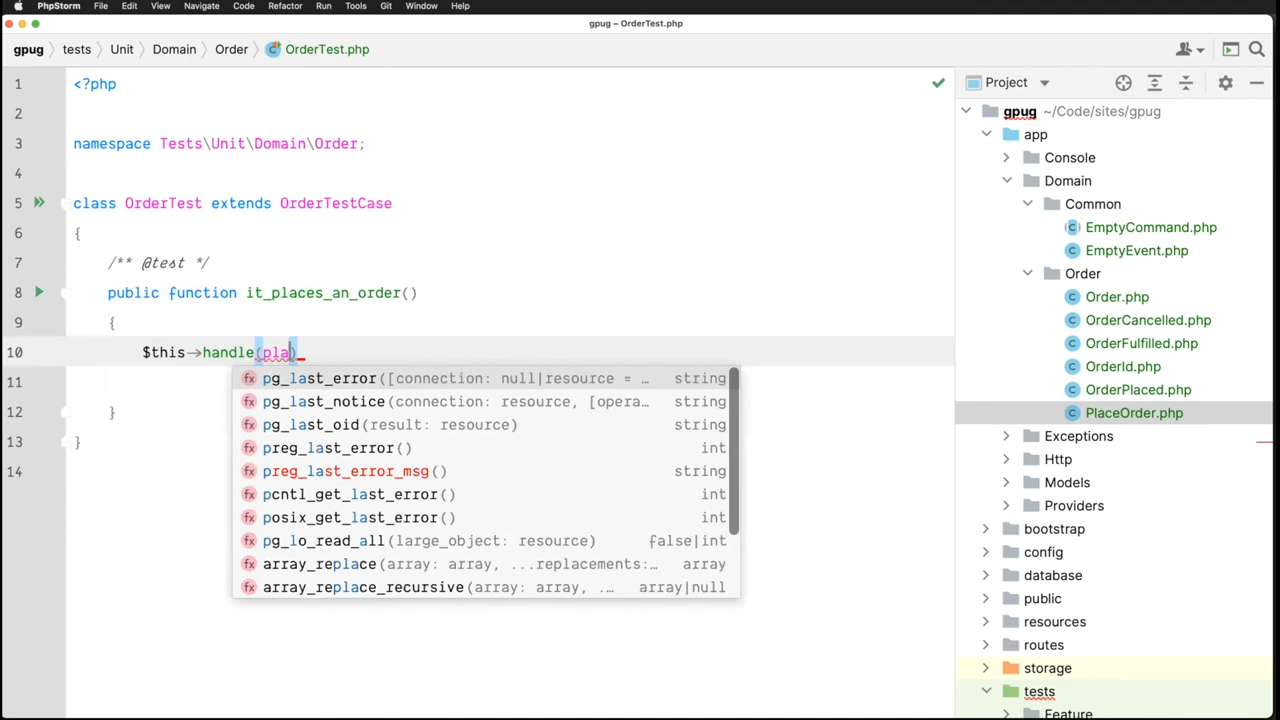 PhpStorm File Edit View Navigate Code Refactor Run Tools Git Window Help
gpug – OrderTest.php
gpug tests Unit Domain Order OrderTest.php
Project
1 <?php
2
3 namespace Tests\Unit\Domain\Order;
4
5 class OrderTest extends OrderTestCase
6 {
7 /** @test */
8 public function it_places_an_order()
9 {
10 $this->handle(pla)
11
12 }
13 }
14
pg_last_error([connection: null|resource = … string
pg_last_notice(connection: resource, [opera… string
pg_last_oid(result: resource) string
preg_last_error() int
preg_last_error_msg() string
pcntl_get_last_error() int
posix_get_last_error() int
pg_lo_read_all(large_object: resource) false|int
array_replace(array: array, ...replacements:… array
array_replace_recursive(array: array, .… array|null
gpug ~/Code/sites/gpug
app
Console
Domain
Common
EmptyCommand.php
EmptyEvent.php
Order
Order.php
OrderCancelled.php
OrderFulfilled.php
OrderId.php
OrderPlaced.php
PlaceOrder.php
Exceptions
Http
Models
Providers
bootstrap
config
database
public
resources
routes
storage
tests
Feature